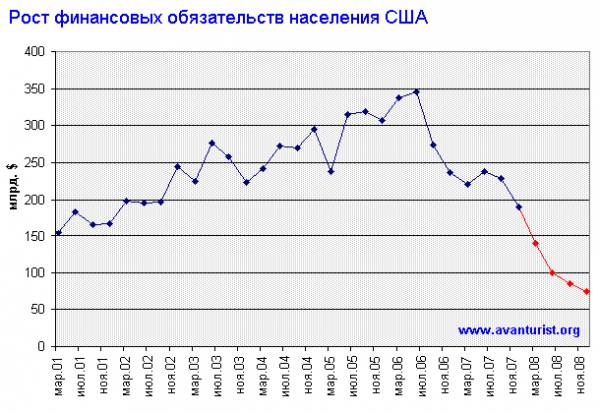 Рост финансовых обязательств населения США
400
350
300
250
200
150
100
50
0
млрд. $
www.avanturist.org
мар.01
июл.01
ноя.01
мар.02
июл.02
ноя.02
мар.03
июл.03
ноя.03
мар.04
июл.04
ноя.04
мар.05
июл.05
ноя.05
мар.06
июл.06
ноя.06
мар.07
июл.07
ноя.07
мар.08
июл.08
ноя.08